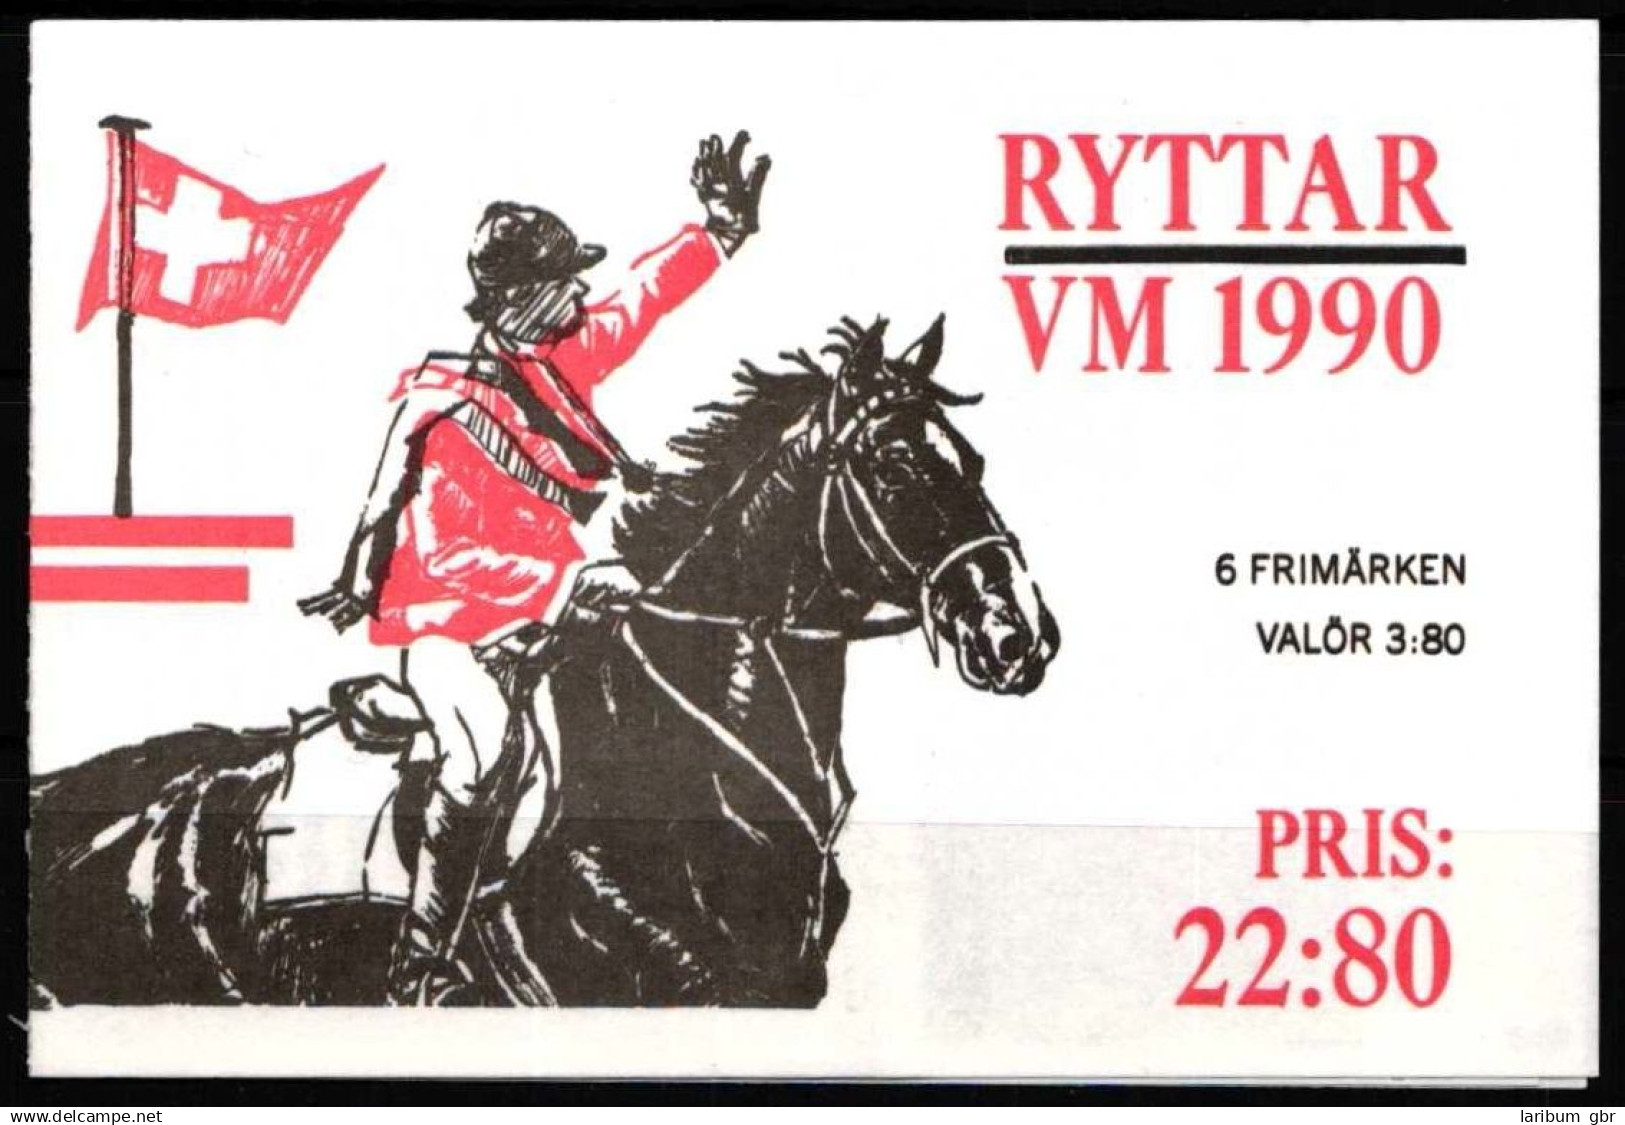 RYTTAR
VM 1990
6 FRIMÄRKEN
VALÖR 3:80
PRIS:
22:80
www.delcampe.net
laribum gbr